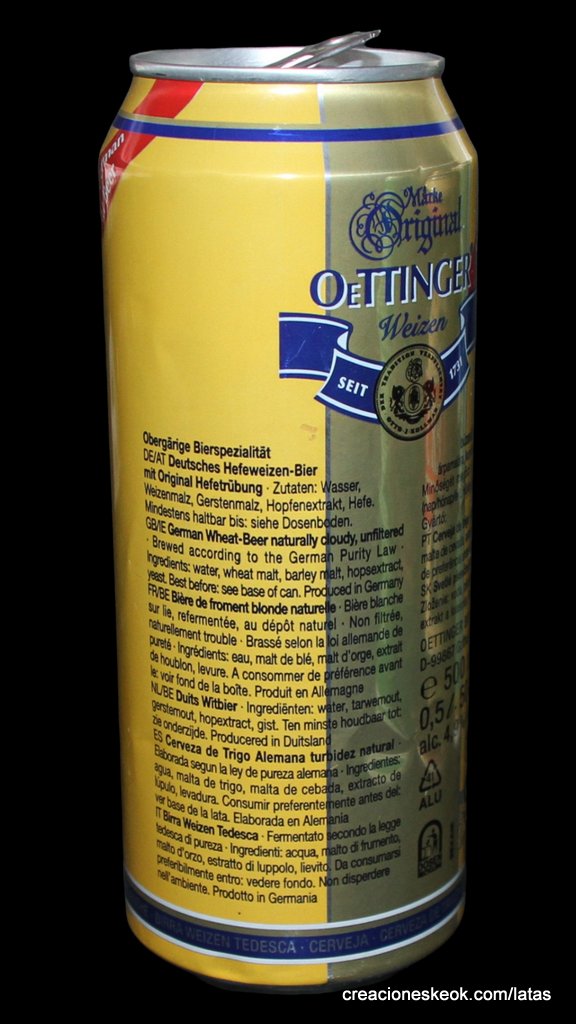 Marke
Original
OETTINGER
Weizen
SEIT 1731
Obergärige Bierspezialität
DE/AT Deutsches Hefeweizen-Bier
mit Original Hefetrübung · Zutaten: Wasser,
Weizenmalz, Gerstenmalz, Hopfenextrakt, Hefe.
Mindestens haltbar bis: siehe Dosenboden.
GB/IE German Wheat-Beer naturally cloudy, unfiltered
· Brewed according to the German Purity Law ·
Ingredients: water, wheat malt, barley malt, hopsextract,
yeast. Best before: see base of can. Produced in Germany
FR/BE Bière de froment blonde naturelle · Bière blanche
sur lie, refermentée, au dépôt naturel · Non filtrée,
naturellement trouble · Brassé selon la loi allemande de
pureté · Ingrédients: eau, malt de blé, malt d'orge, extrait
de houblon, levure. A consommer de préférence avant
le: voir fond de la boîte. Produit en Allemagne
NL/BE Duits Witbier · Ingrediënten: water, tarwemout,
gerstemout, hopextract, gist. Ten minste houdbaar tot:
zie onderzijde. Producered in Duitsland
ES Cerveza de Trigo Alemana turbidez natural ·
Elaborada segun la ley de pureza alemana · Ingredientes:
agua, malta de trigo, malta de cebada, extracto de
lúpulo, levadura. Consumir preferentemente antes del:
ver base de la lata. Elaborada en Alemania
IT Birra Weizen Tedesca · Fermentato secondo la legge
tedesca di pureza · Ingredienti: acqua, malto di frumento,
malto d'orzo, estratto di luppolo, lievito. Da consumarsi
preferibilmente entro: vedere fondo. Non disperdere
nell'ambiente. Prodotto in Germania
Gyártó:
PT
malta de
SK
OETTINGER
e 500
0,5
alc. 4,
41
ALU
BIRRA WEIZEN TEDESCA · CERVEJA · CERVEZA DE
creacioneskeok.com/latas